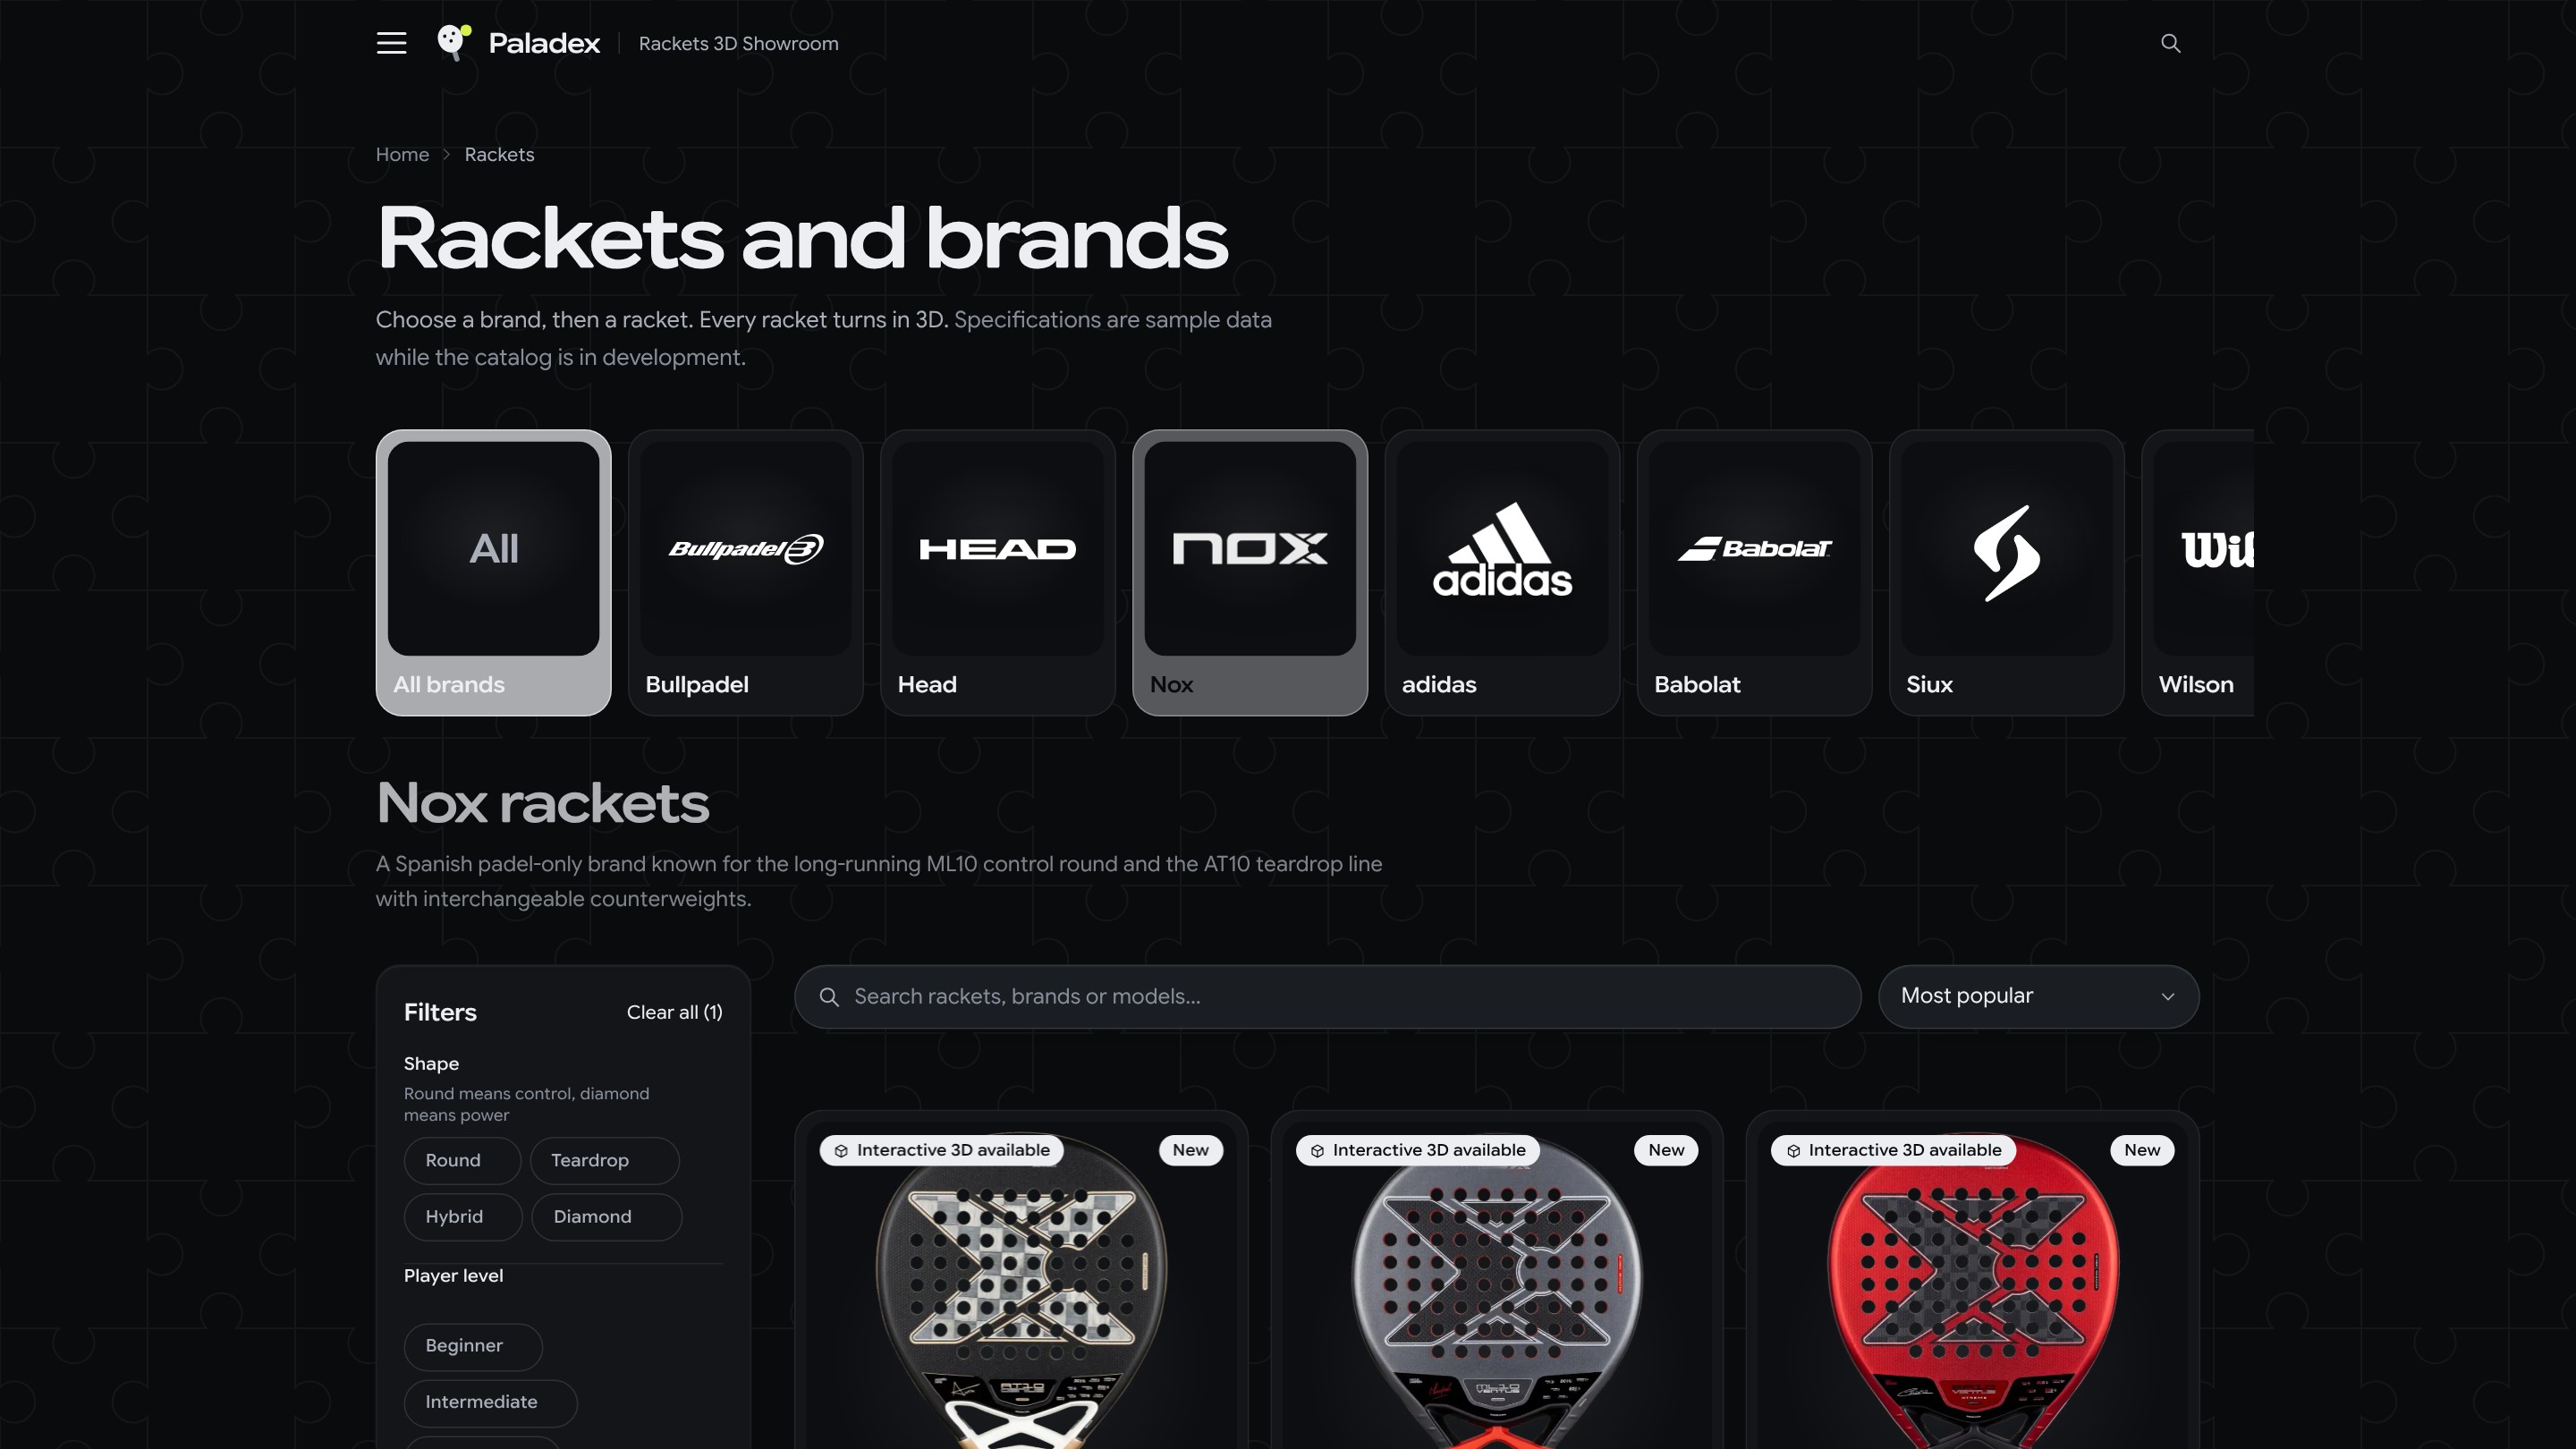 Paladex
Rackets 3D Showroom
Home > Rackets
Rackets and brands
Choose a brand, then a racket. Every racket turns in 3D. Specifications are sample data
while the catalog is in development.
All
Bullpadel
HEAD
nox
adidas
Babolat
Wil
All brands
Bullpadel
Head
Nox
adidas
Babolat
Siux
Wilson
Nox rackets
A Spanish padel-only brand known for the long-running ML10 control round and the AT10 teardrop line
with interchangeable counterweights.
Filters
Clear all (1)
Search rackets, brands or models...
Most popular
Shape
Round means control, diamond
means power
Round
Teardrop
Hybrid
Diamond
Player level
Beginner
Intermediate
Interactive 3D available
New
Interactive 3D available
New
Interactive 3D available
New
AT10
ML10
VERTUS